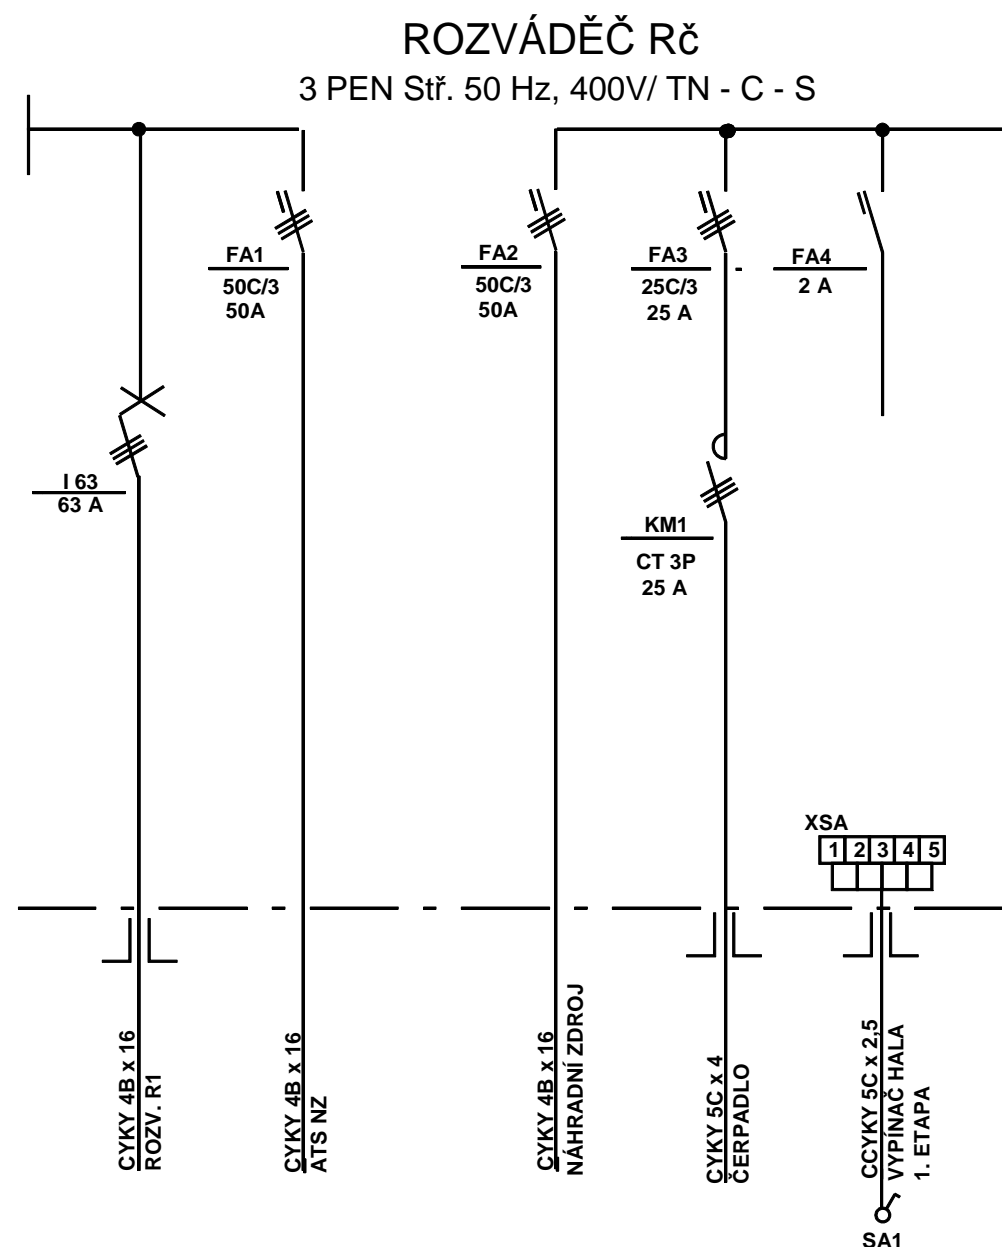 ROZVÁDĚČ Rč
3 PEN Stř. 50 Hz, 400V/ TN - C - S
FA1
50C/3
50A
FA2
50C/3
50A
FA3
25C/3
25 A
FA4
2 A
I 63
63 A
KM1
CT 3P
25 A
XSA
1 2 3 4 5
CYKY 4B x 16
ROZV. R1
CYKY 4B x 16
ATS NZ
CYKY 4B x 16
NÁHRADNÍ ZDROJ
CYKY 5C x 4
ČERPADLO
CCYKY 5C x 2,5
VYPÍNAČ HALA
1. ETAPA
SA1